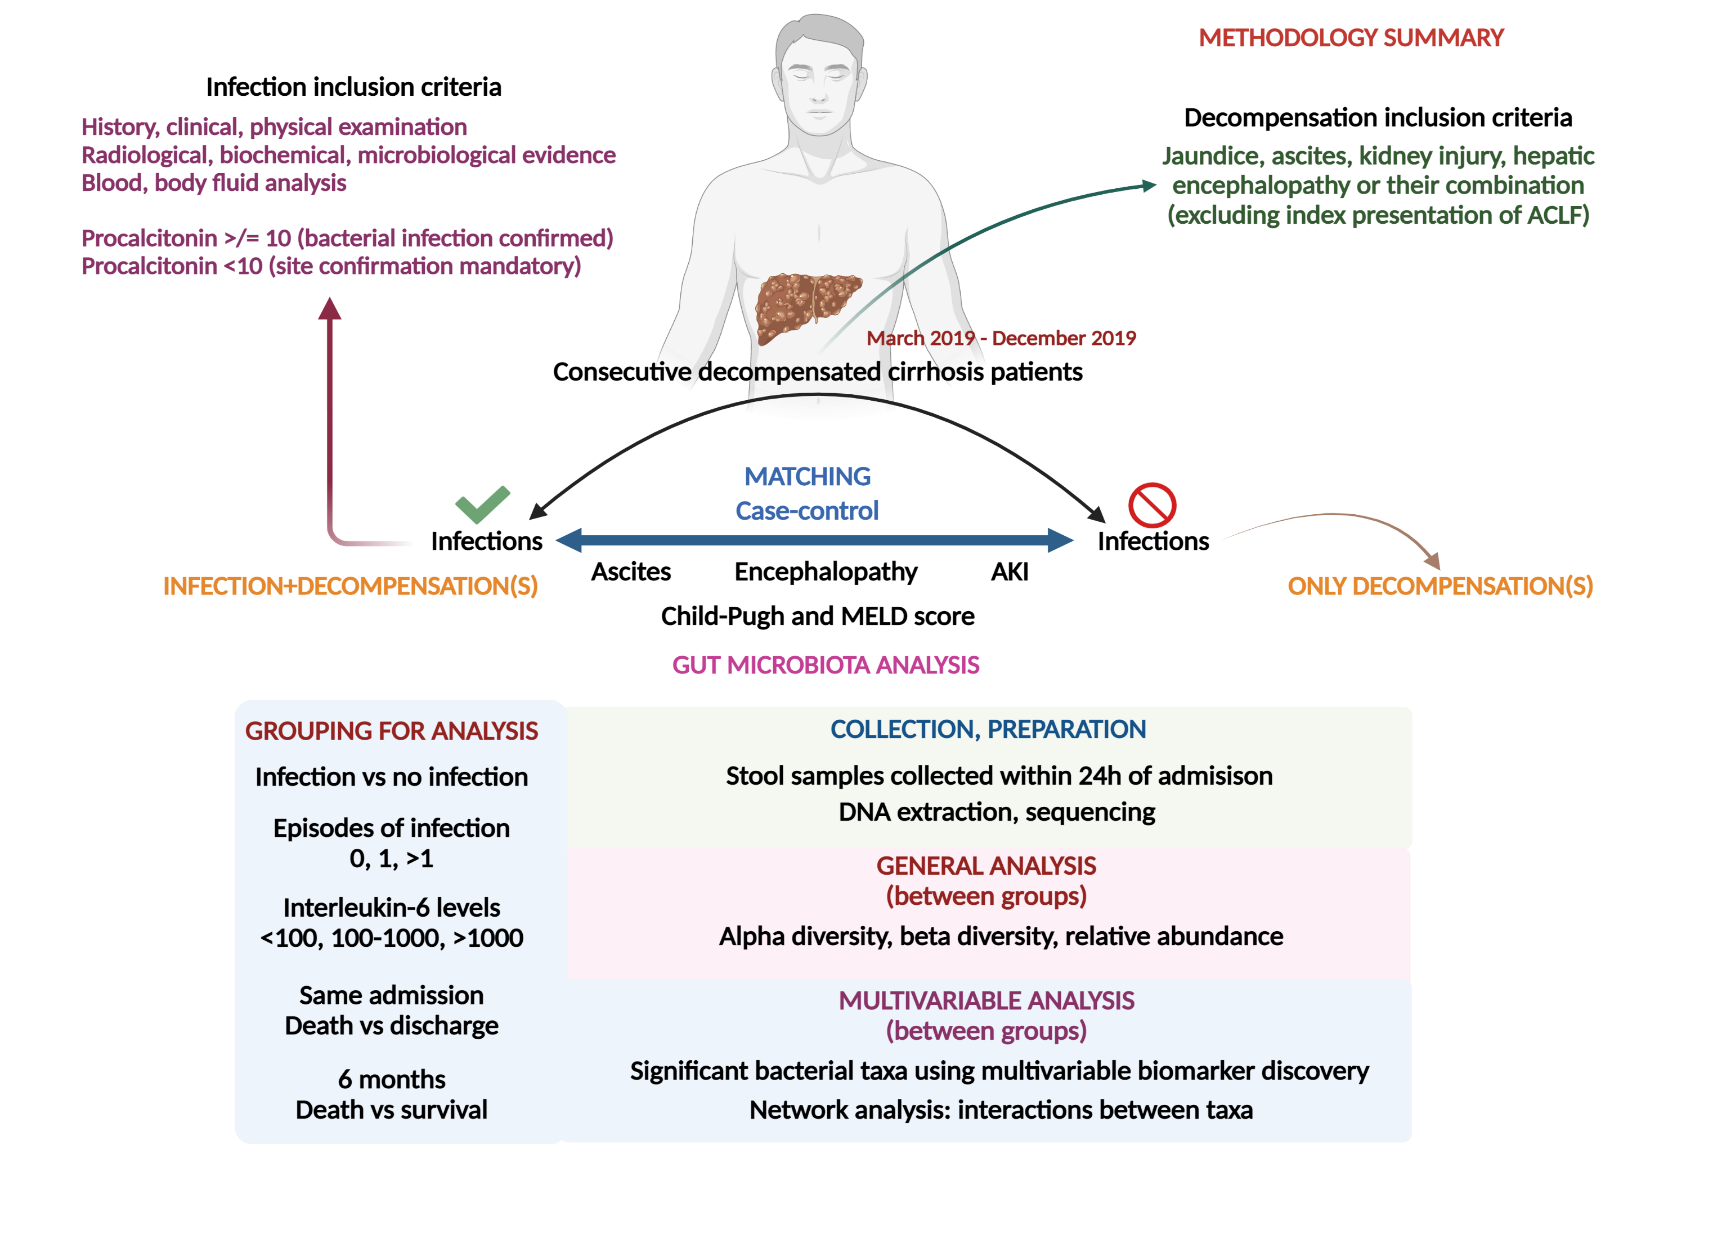 METHODOLOGY SUMMARY
Infection inclusion criteria
History, clinical, physical examination
Radiological, biochemical, microbiological evidence
Blood, body fluid analysis
Procalcitonin >/= 10 (bacterial infection confirmed)
Procalcitonin <10 (site confirmation mandatory)
Decompensation inclusion criteria
Jaundice, ascites, kidney injury, hepatic
encephalopathy or their combination
(excluding index presentation of ACLF)
March 2019 - December 2019
Consecutive decompensated cirrhosis patients
MATCHING
Case-control
Infections
Infections
INFECTION+DECOMPENSATION(S)
Ascites Encephalopathy AKI
ONLY DECOMPENSATION(S)
Child-Pugh and MELD score
GUT MICROBIOTA ANALYSIS
GROUPING FOR ANALYSIS
Infection vs no infection
Episodes of infection
0, 1, >1
Interleukin-6 levels
<100, 100-1000, >1000
Same admission
Death vs discharge
6 months
Death vs survival
COLLECTION, PREPARATION
Stool samples collected within 24h of admisison
DNA extraction, sequencing
GENERAL ANALYSIS
(between groups)
Alpha diversity, beta diversity, relative abundance
MULTIVARIABLE ANALYSIS
(between groups)
Significant bacterial taxa using multivariable biomarker discovery
Network analysis: interactions between taxa